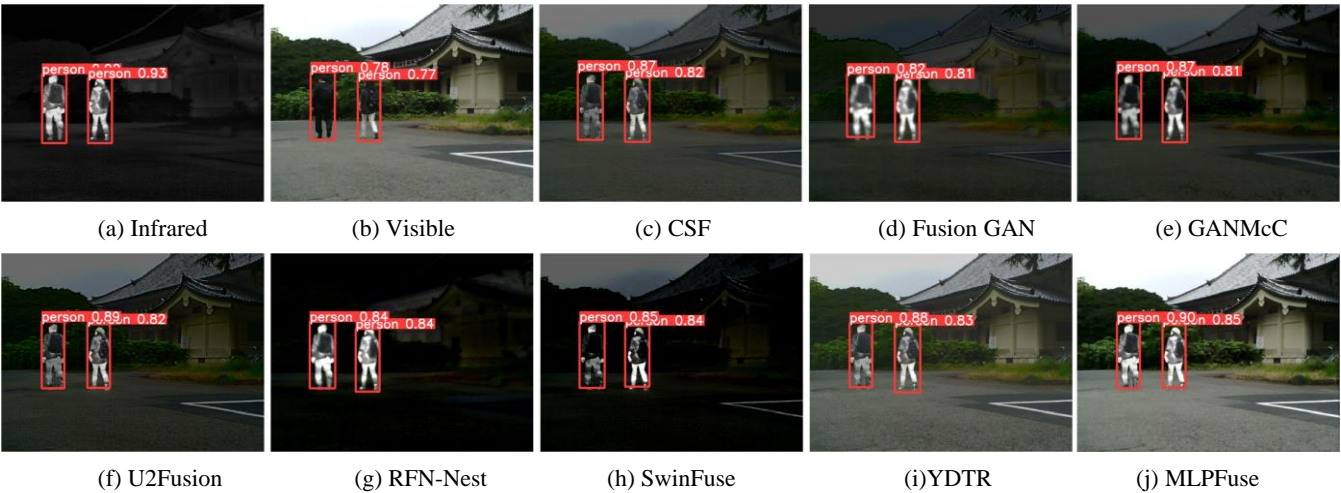 person 0.93
person 0.78
person 0.77
person 0.87
person 0.82
person 0.82
0.81
person 0.87
0.81
(a) Infrared
(b) Visible
(c) CSF
(d) Fusion GAN
(e) GANMcC
person 0.89
person 0.82
person 0.84
person 0.84
person 0.85
person 0.84
person 0.88
person 0.83
person 0.90
person 0.85
(f) U2Fusion
(g) RFN-Nest
(h) SwinFuse
(i)YDTR
(j) MLPFuse